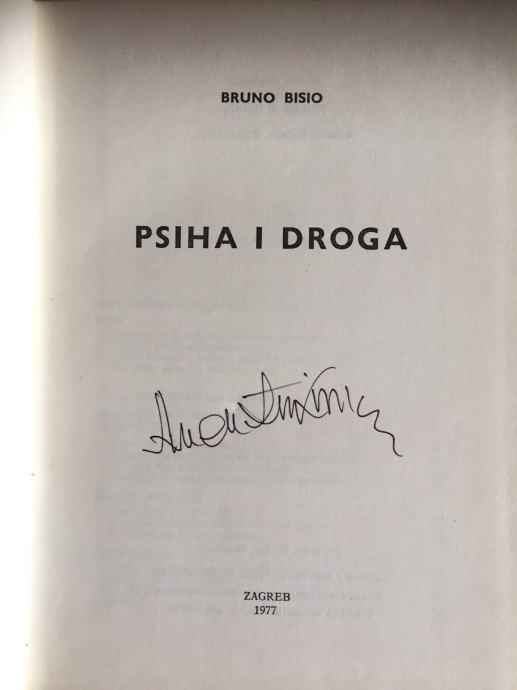 BRUNO BISIO
PSIHA I DROGA
ZAGREB
1977